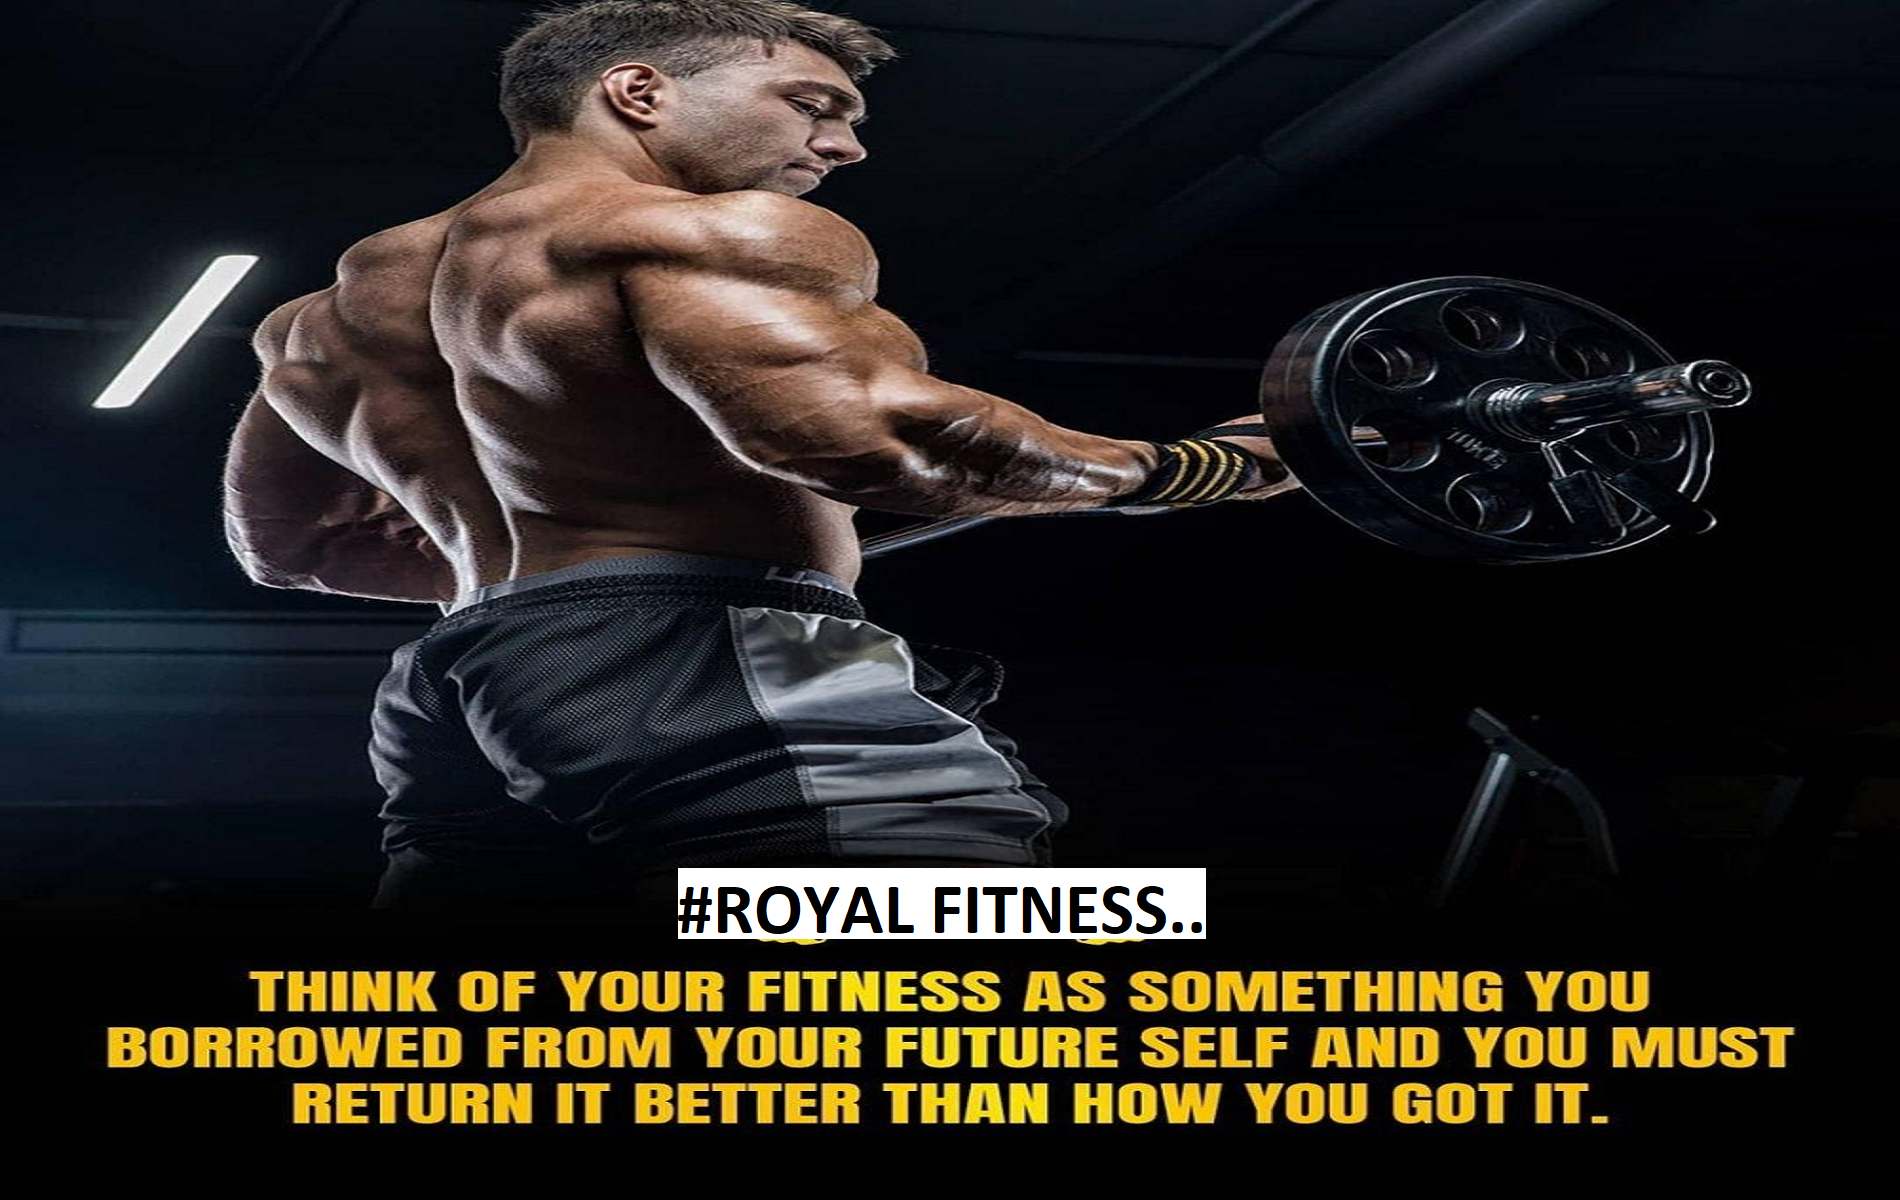 10KG
#ROYAL FITNESS..
THINK OF YOUR FITNESS AS SOMETHING YOU
BORROWED FROM YOUR FUTURE SELF AND YOU MUST
RETURN IT BETTER THAN HOW YOU GOT IT.